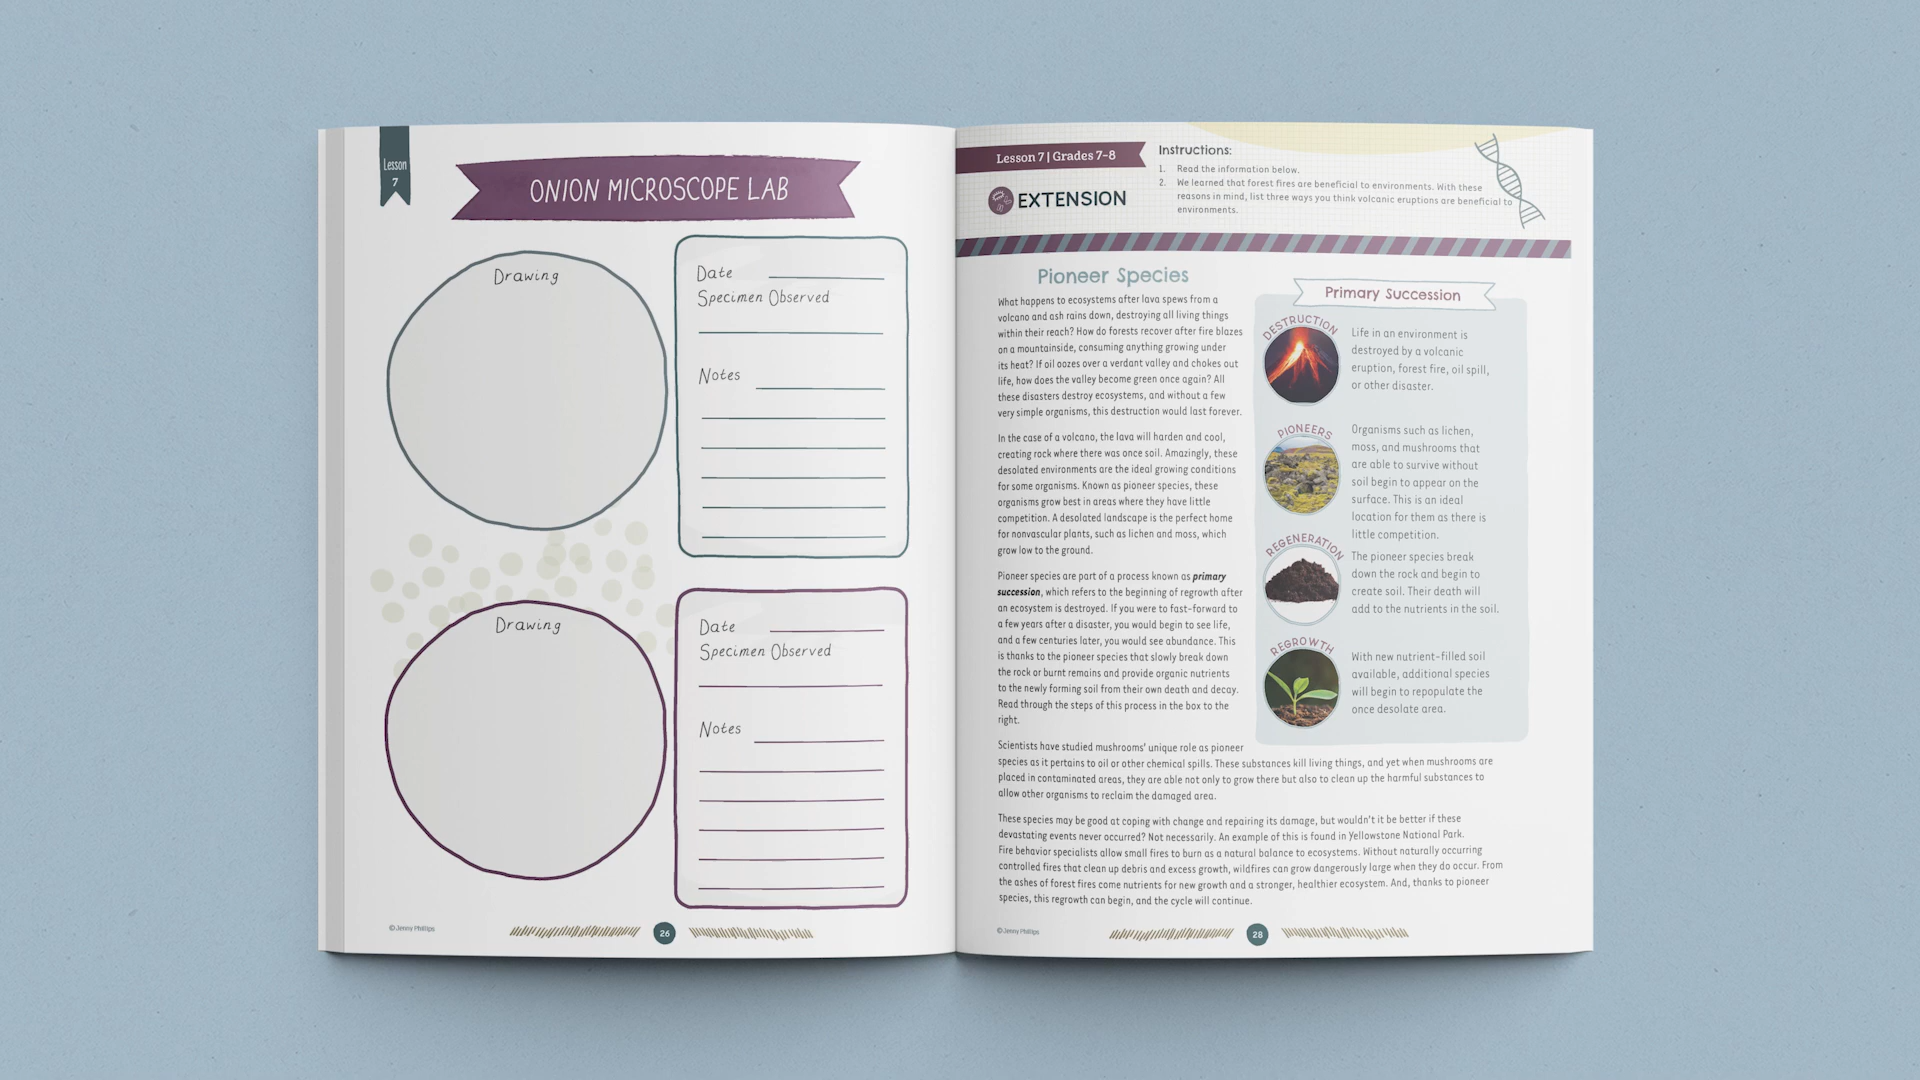 Lesson
7
ONION MICROSCOPE LAB
Drawing
Date
Specimen Observed
Notes
Drawing
Date
Specimen Observed
Notes
©Jenny Phillips
26
Lesson 7 | Grades 7–8
EXTENSION
Instructions:
1. Read the information below.
2. We learned that forest fires are beneficial to environments. With these
reasons in mind, list three ways you think volcanic eruptions are beneficial to
environments.
Pioneer Species
What happens to ecosystems after lava spews from a
volcano and ash rains down, destroying all living things
within their reach? How do forests recover after fire blazes
on a mountainside, consuming anything growing under
its heat? If oil oozes over a verdant valley and chokes out
life, how does the valley become green once again? All
these disasters destroy ecosystems, and without a few
very simple organisms, this destruction would last forever.
In the case of a volcano, the lava will harden and cool,
creating rock where there was once soil. Amazingly, these
desolated environments are the ideal growing conditions
for some organisms. Known as pioneer species, these
organisms grow best in areas where they have little
competition. A desolated landscape is the perfect home
for nonvascular plants, such as lichen and moss, which
grow low to the ground.
Pioneer species are part of a process known as primary
succession, which refers to the beginning of regrowth after
an ecosystem is destroyed. If you were to fast-forward to
a few years after a disaster, you would begin to see life,
and a few centuries later, you would see abundance. This
is thanks to the pioneer species that slowly break down
the rock or burnt remains and provide organic nutrients
to the newly forming soil from their own death and decay.
Read through the steps of this process in the box to the
right.
Scientists have studied mushrooms' unique role as pioneer
species as it pertains to oil or other chemical spills. These substances kill living things, and yet when mushrooms are
placed in contaminated areas, they are able not only to grow there but also to clean up the harmful substances to
allow other organisms to reclaim the damaged area.
These species may be good at coping with change and repairing its damage, but wouldn't it be better if these
devastating events never occurred? Not necessarily. An example of this is found in Yellowstone National Park.
Fire behavior specialists allow small fires to burn as a natural balance to ecosystems. Without naturally occurring
controlled fires that clean up debris and excess growth, wildfires can grow dangerously large when they do occur. From
the ashes of forest fires come nutrients for new growth and a stronger, healthier ecosystem. And, thanks to pioneer
species, this regrowth can begin, and the cycle will continue.
Primary Succession
DESTRUCTION
Life in an environment is
destroyed by a volcanic
eruption, forest fire, oil spill,
or other disaster.
PIONEERS
Organisms such as lichen,
moss, and mushrooms that
are able to survive without
soil begin to appear on the
surface. This is an ideal
location for them as there is
little competition.
REGENERATION
The pioneer species break
down the rock and begin to
create soil. Their death will
add to the nutrients in the soil.
REGROWTH
With new nutrient-filled soil
available, additional species
will begin to repopulate the
once desolate area.
©Jenny Phillips
28